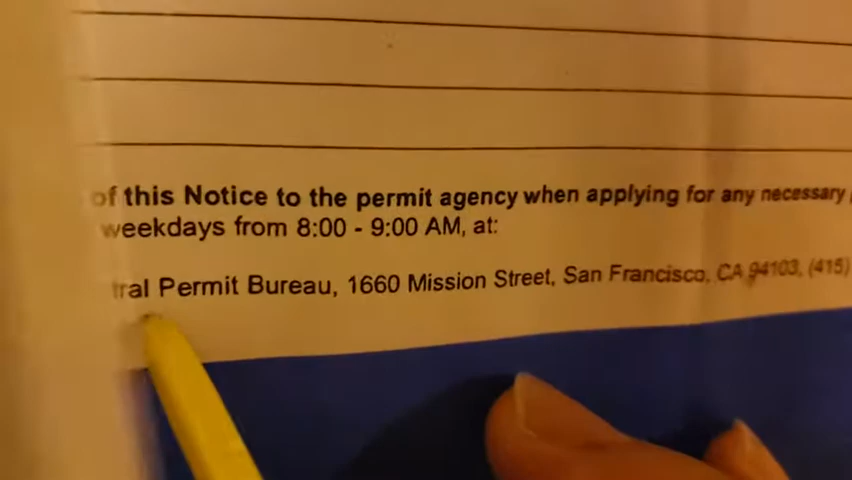 of this Notice to the permit agency when applying for any necessary
weekdays from 8:00 - 9:00 AM, at:
tral Permit Bureau, 1660 Mission Street, San Francisco, CA 94103, (415)